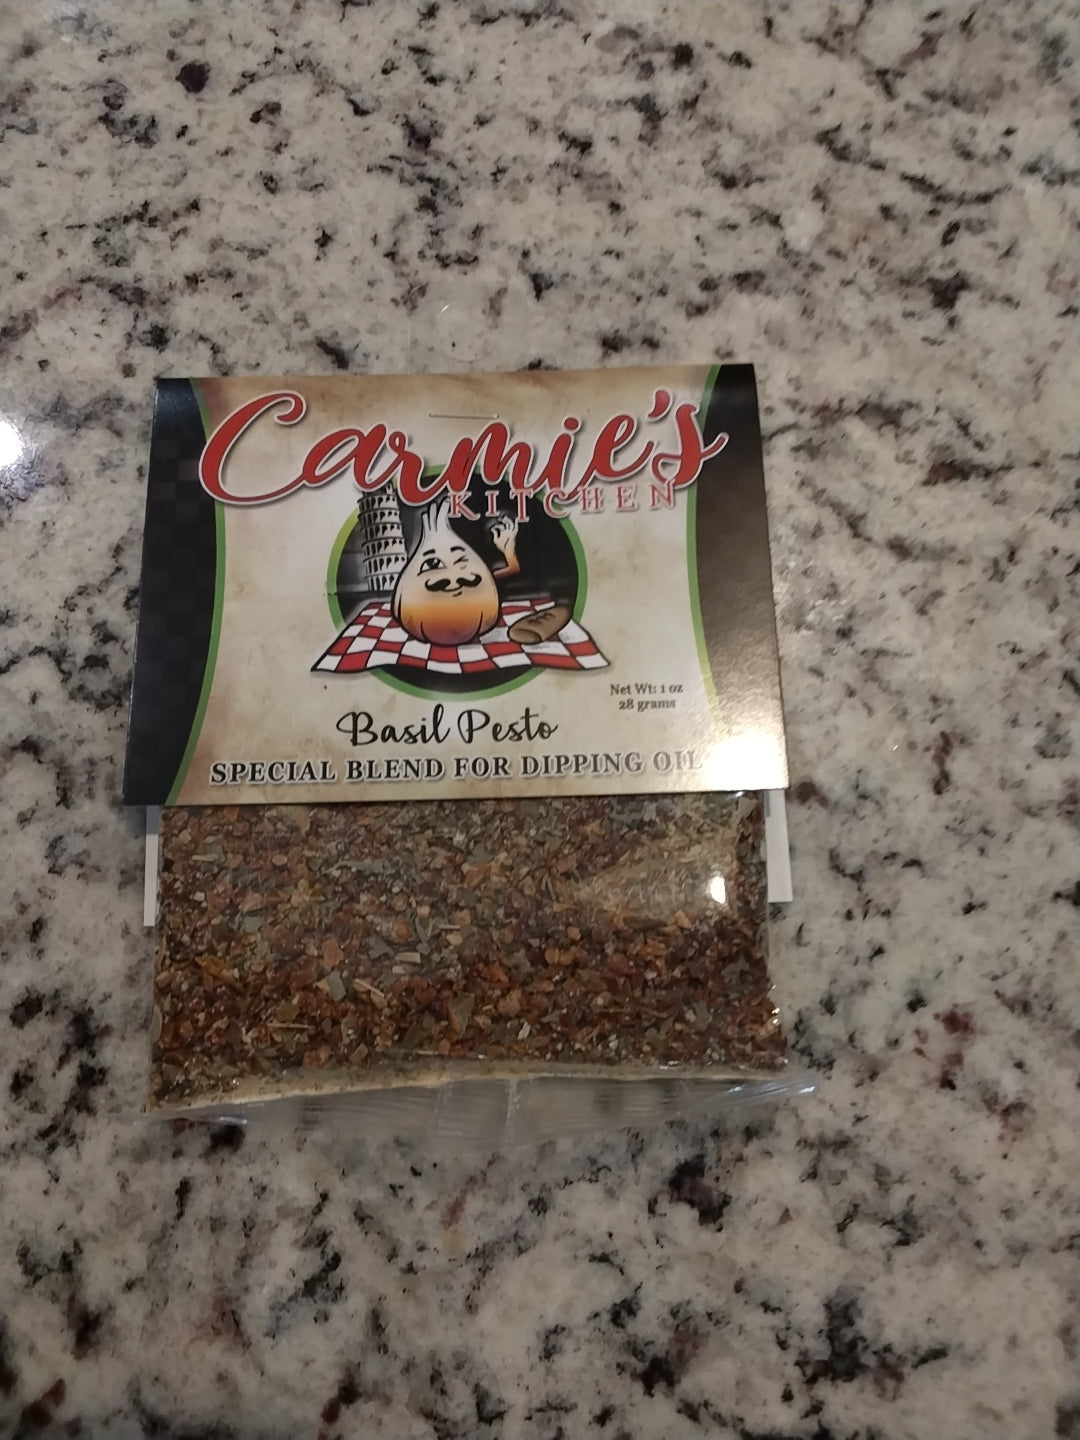 Carmie's
KITCHEN
Net Wt: 1 oz
28 grams
Basil Pesto
SPECIAL BLEND FOR DIPPING OIL